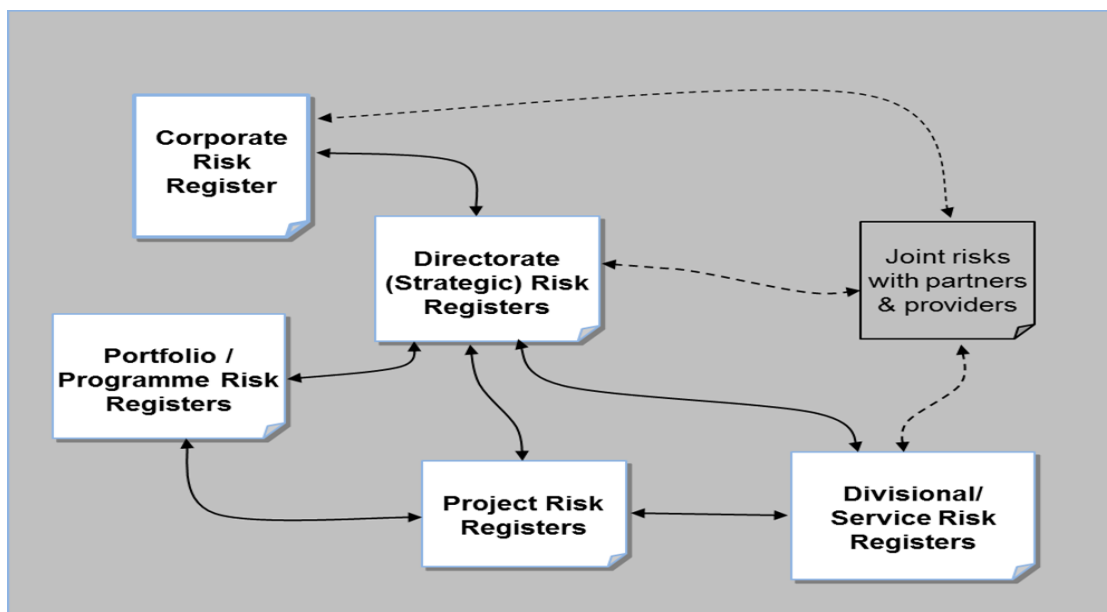 Corporate
Risk
Register
Directorate
(Strategic) Risk
Registers
Joint risks
with partners
& providers
Portfolio /
Programme Risk
Registers
Project Risk
Registers
Divisional/
Service Risk
Registers